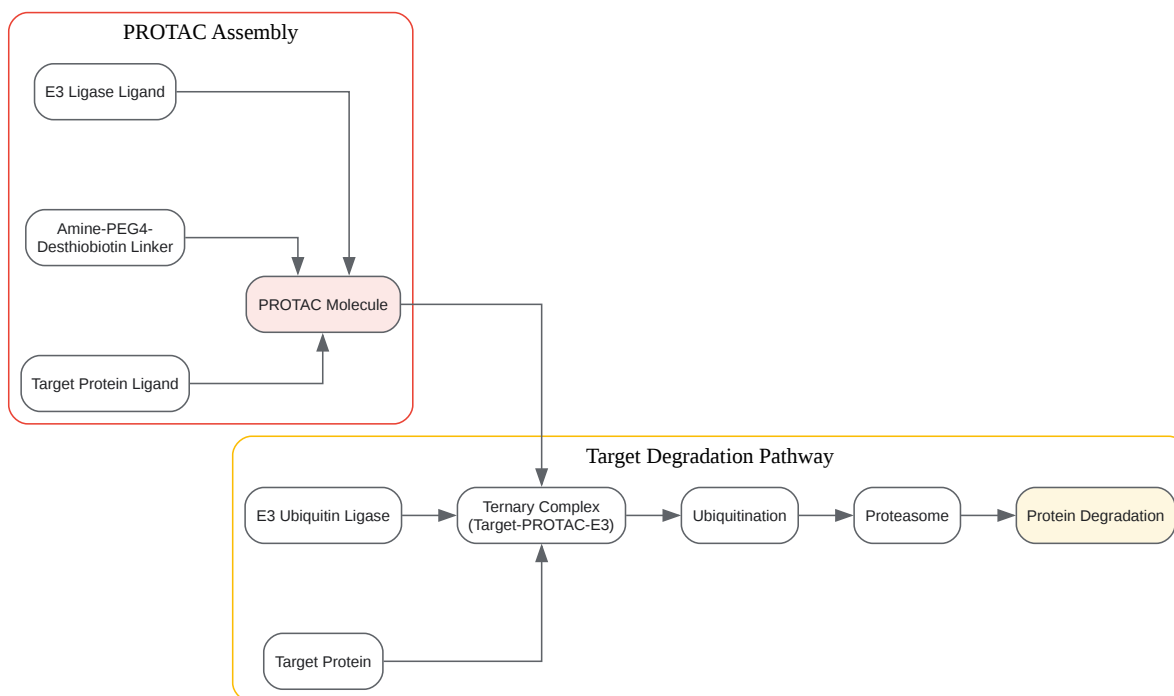 PROTAC Assembly
E3 Ligase Ligand
Amine-PEG4-
Desthiobiotin Linker
PROTAC Molecule
Target Protein Ligand
Target Degradation Pathway
E3 Ubiquitin Ligase
Ternary Complex
(Target-PROTAC-E3)
Ubiquitination
Proteasome
Protein Degradation
Target Protein